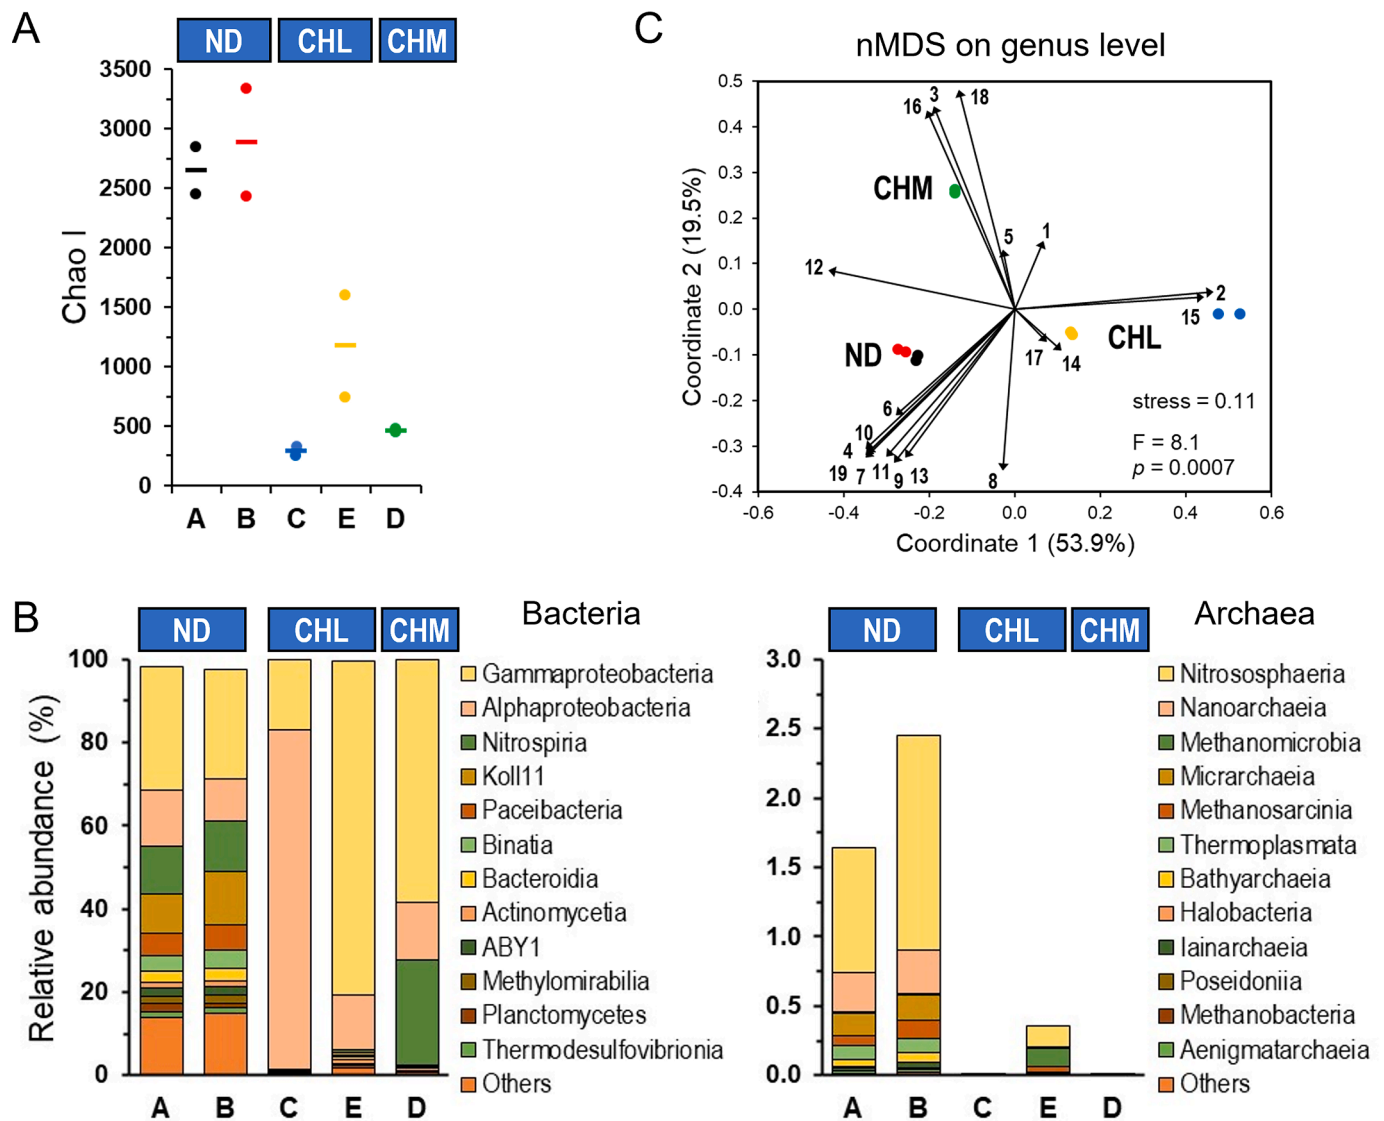 A
ND CHL CHM
Chao I
3500
3000
2500
2000
1500
1000
500
0
A B C E D
C
nMDS on genus level
Coordinate 2 (19.5%)
0.5
0.4
0.3
0.2
0.1
0.0
-0.1
-0.2
-0.3
-0.4
16 3 18
CHM
5 1
12
2
15
CHL
ND
17 14
6
10
4
19 7 11 9 13 8
stress = 0.11
F = 8.1
p = 0.0007
-0.6 -0.4 -0.2 0.0 0.2 0.4 0.6
Coordinate 1 (53.9%)
B
ND CHL CHM
Bacteria
Relative abundance (%)
100
80
60
40
20
0
A B C E D
Gammaproteobacteria
Alphaproteobacteria
Nitrospiria
Koll11
Paceibacteria
Binatia
Bacteroidia
Actinomycetia
ABY1
Methylomirabilia
Planctomycetes
Thermodesulfovibrionia
Others
ND CHL CHM
Archaea
3.0
2.5
2.0
1.5
1.0
0.5
0.0
A B C E D
Nitrososphaeria
Nanoarchaeia
Methanomicrobia
Micrarchaeia
Methanosarcinia
Thermoplasmata
Bathyarchaeia
Halobacteria
Iainarchaeia
Poseidoniia
Methanobacteria
Aenigmatarchaeia
Others